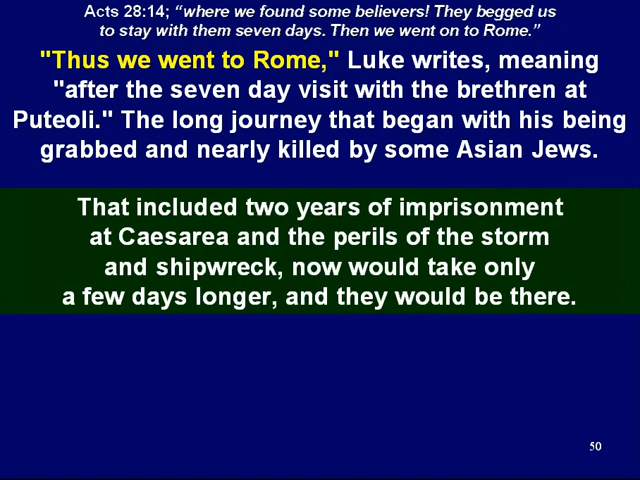 Acts 28:14; “where we found some believers! They begged us
to stay with them seven days. Then we went on to Rome.”
"Thus we went to Rome," Luke writes, meaning
"after the seven day visit with the brethren at
Puteoli." The long journey that began with his being
grabbed and nearly killed by some Asian Jews.
That included two years of imprisonment
at Caesarea and the perils of the storm
and shipwreck, now would take only
a few days longer, and they would be there.
50